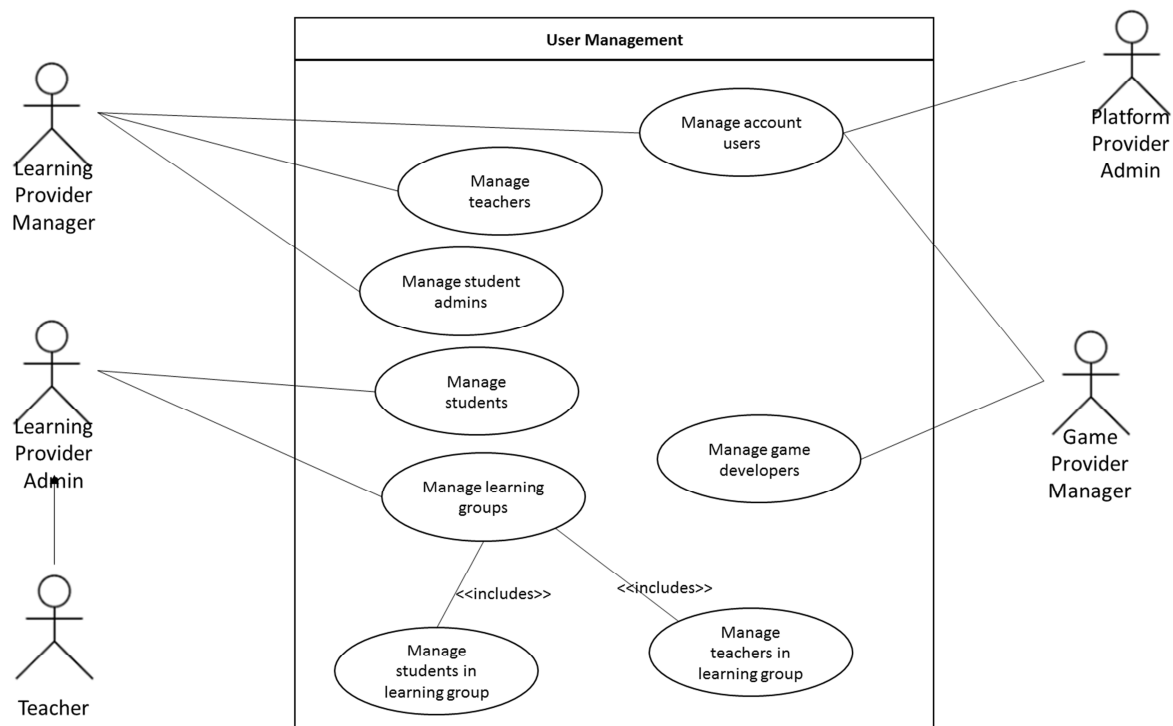 User Management
Learning
Provider
Manager
Manage account
users
Platform
Provider
Admin
Manage
teachers
Manage student
admins
Learning
Provider
Admin
Manage
students
Game
Provider
Manager
Manage game
developers
Manage learning
groups
<<includes>>
<<includes>>
Teacher
Manage
students in
learning group
Manage
teachers in
learning group